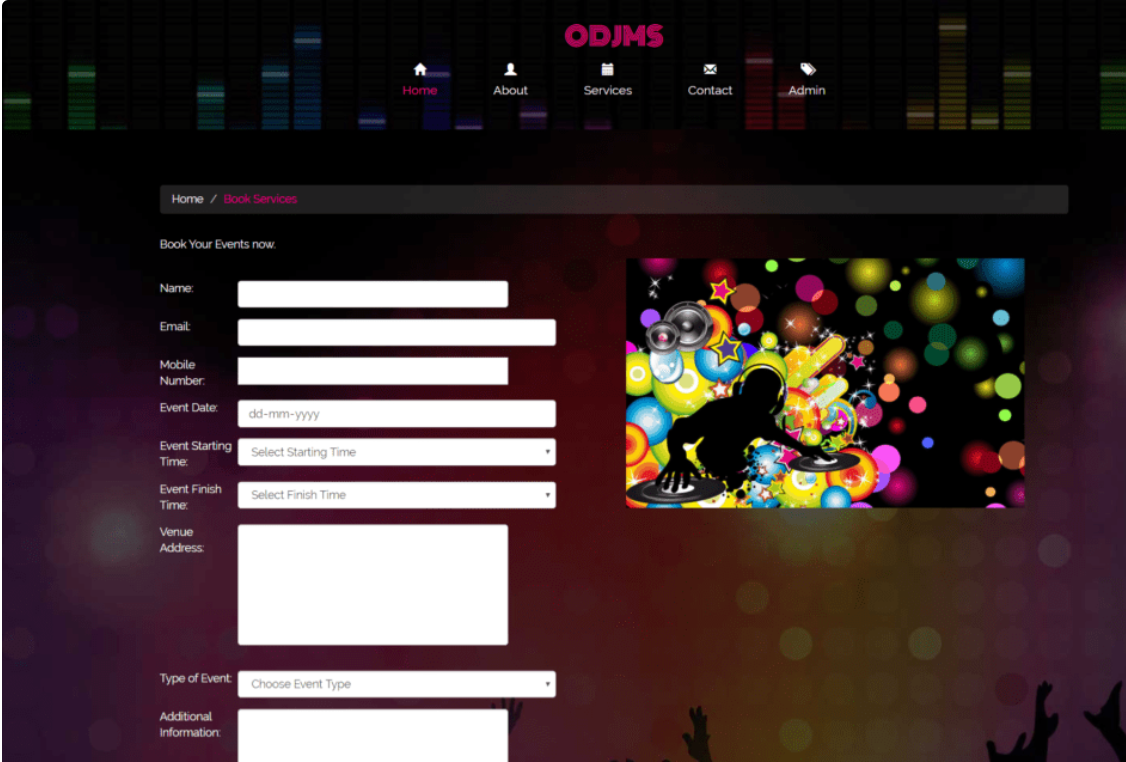 ODJMS
Home About Services Contact Admin
Home / Book Services
Book Your Events now.
Name:
Email:
Mobile
Number:
Event Date: dd-mm-yyyy
Event Starting
Time: Select Starting Time
Event Finish
Time: Select Finish Time
Venue
Address:
Type of Event: Choose Event Type
Additional
Information: